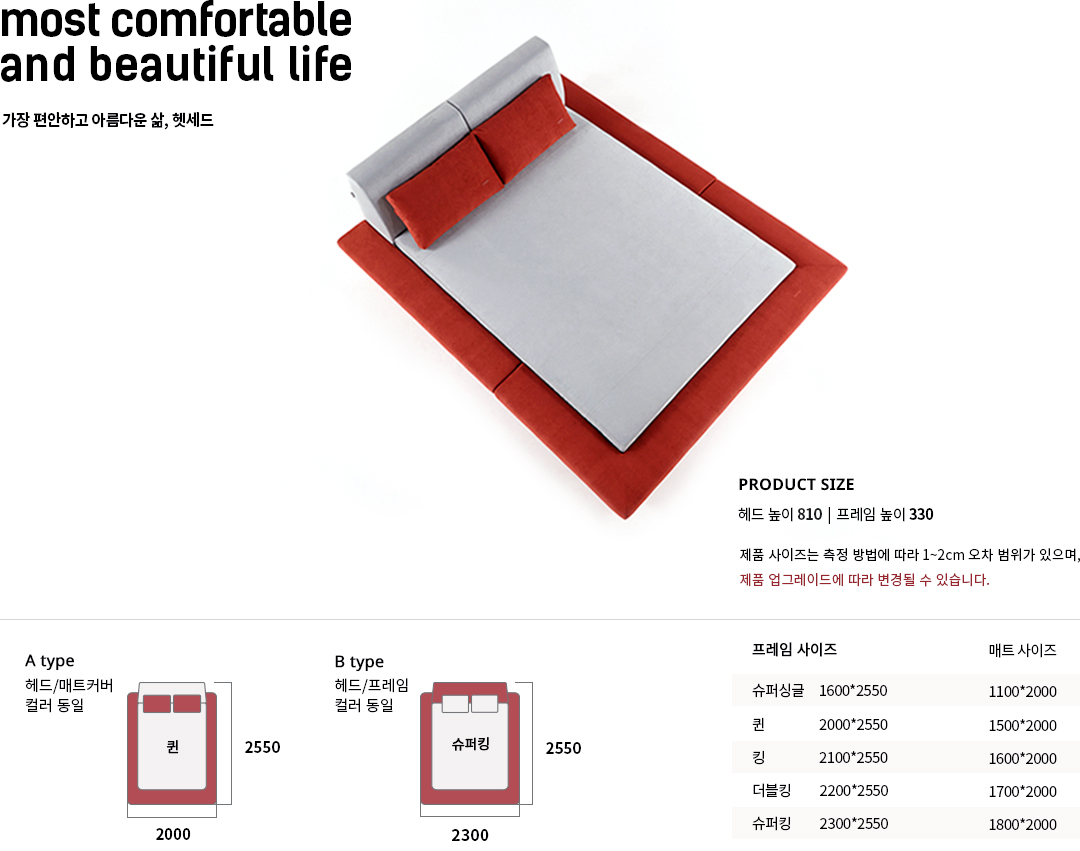 most comfortable
and beautiful life
가장 편안하고 아름다운 삶, 헷세드
PRODUCT SIZE
헤드 높이 810 | 프레임 높이 330
제품 사이즈는 측정 방법에 따라 1~2cm 오차 범위가 있으며,
제품 업그레이드에 따라 변경될 수 있습니다.
A type
헤드/매트커버
컬러 동일
퀸
2550
2000
B type
헤드/프레임
컬러 동일
슈퍼킹
2550
2300
프레임 사이즈 매트 사이즈
슈퍼싱글 1600*2550 1100*2000
퀸 2000*2550 1500*2000
킹 2100*2550 1600*2000
더블킹 2200*2550 1700*2000
슈퍼킹 2300*2550 1800*2000